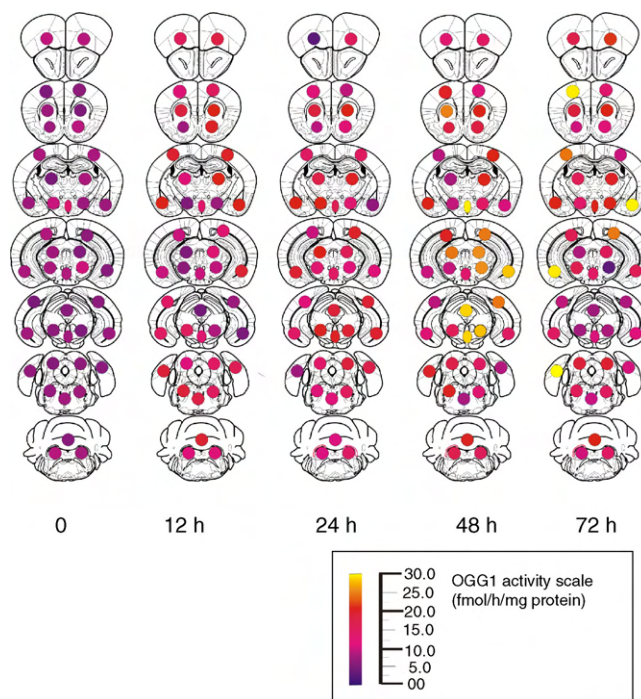 0 12 h 24 h 48 h 72 h
30.0 OGG1 activity scale
25.0 (fmol/h/mg protein)
20.0
15.0
10.0
5.0
00